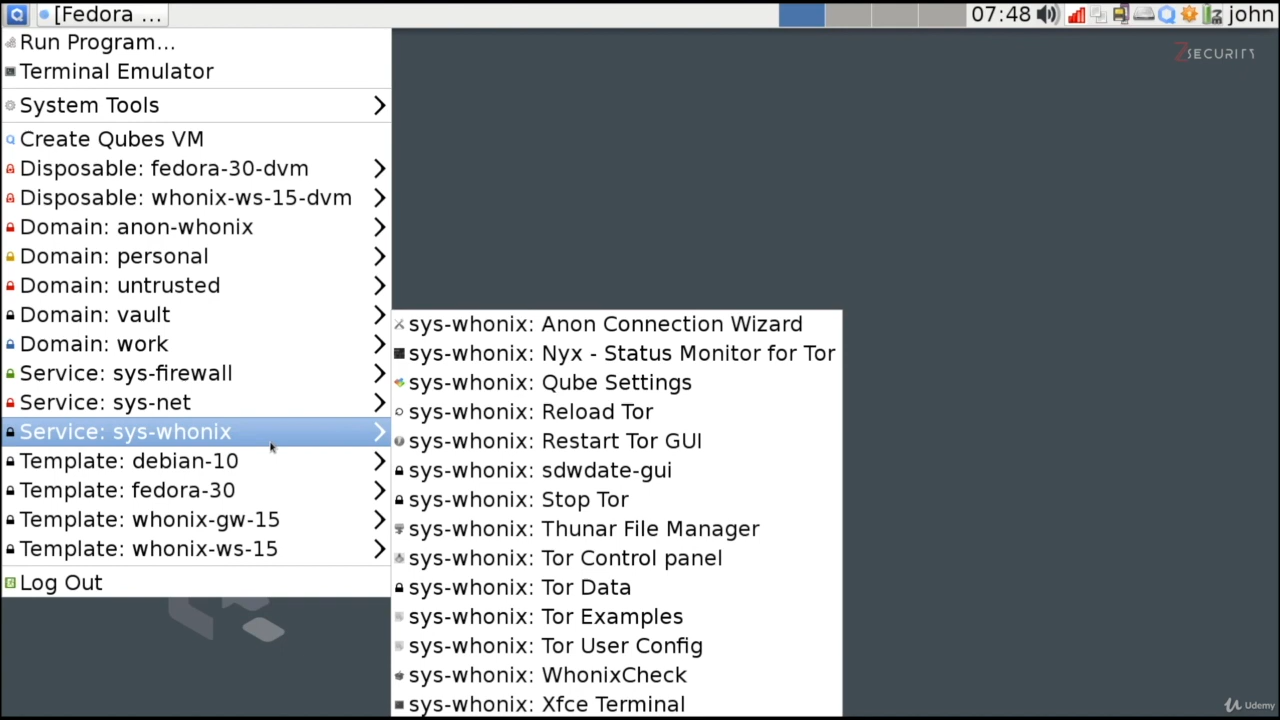 [Fedora ...
07:48
john
Run Program...
Terminal Emulator
System Tools
Create Qubes VM
Disposable: fedora-30-dvm
Disposable: whonix-ws-15-dvm
Domain: anon-whonix
Domain: personal
Domain: untrusted
Domain: vault
Domain: work
Service: sys-firewall
Service: sys-net
Service: sys-whonix
Template: debian-10
Template: fedora-30
Template: whonix-gw-15
Template: whonix-ws-15
Log Out
sys-whonix: Anon Connection Wizard
sys-whonix: Nyx - Status Monitor for Tor
sys-whonix: Qube Settings
sys-whonix: Reload Tor
sys-whonix: Restart Tor GUI
sys-whonix: sdwdate-gui
sys-whonix: Stop Tor
sys-whonix: Thunar File Manager
sys-whonix: Tor Control panel
sys-whonix: Tor Data
sys-whonix: Tor Examples
sys-whonix: Tor User Config
sys-whonix: WhonixCheck
sys-whonix: Xfce Terminal
ZSECURITY
Udemy